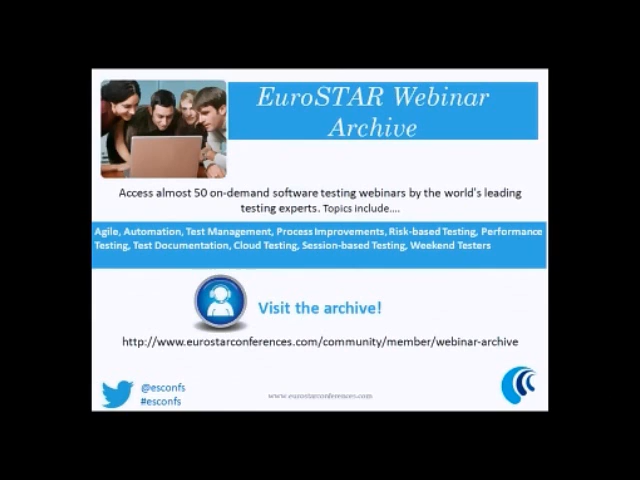 EuroSTAR Webinar
Archive
Access almost 50 on-demand software testing webinars by the world's leading
testing experts. Topics include....
Agile, Automation, Test Management, Process Improvements, Risk-based Testing, Performance
Testing, Test Documentation, Cloud Testing, Session-based Testing, Weekend Testers
Visit the archive!
http://www.eurostarconferences.com/community/member/webinar-archive
@esconfs
#esconfs
www.eurostarconferences.com